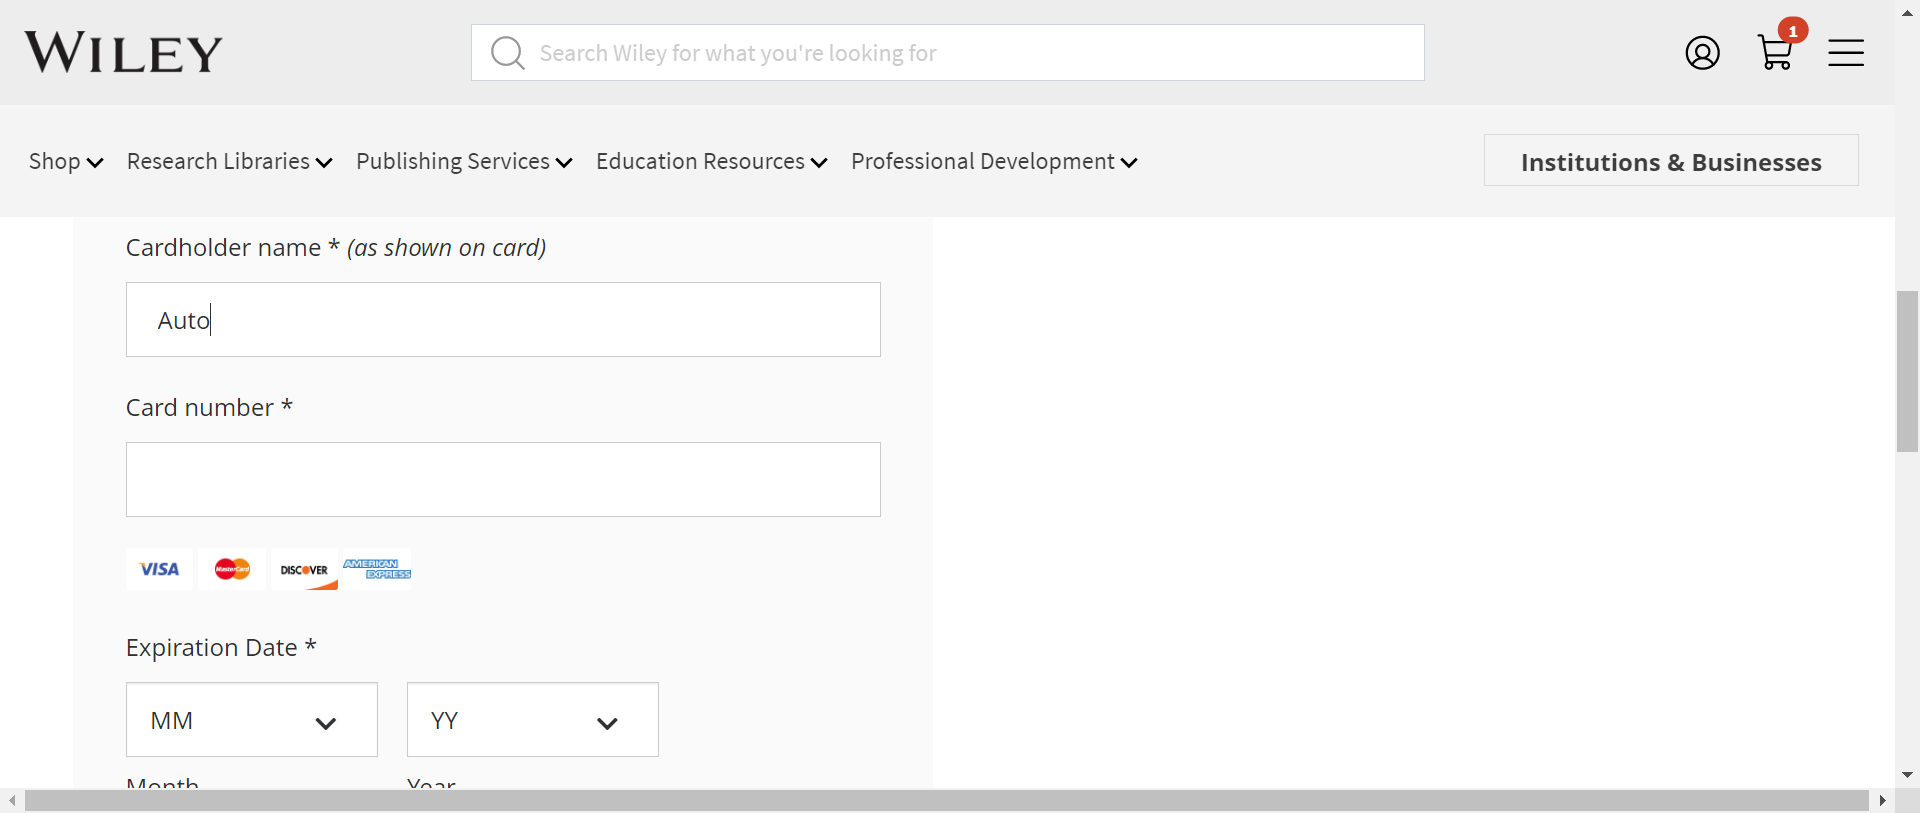 WILEY
Search Wiley for what you're looking for
1
Shop Research Libraries Publishing Services Education Resources Professional Development
Institutions & Businesses
Cardholder name * (as shown on card)
Auto
Card number *
VISA MasterCard DISCOVER AMERICAN EXPRESS
Expiration Date *
MM YY
Month Year